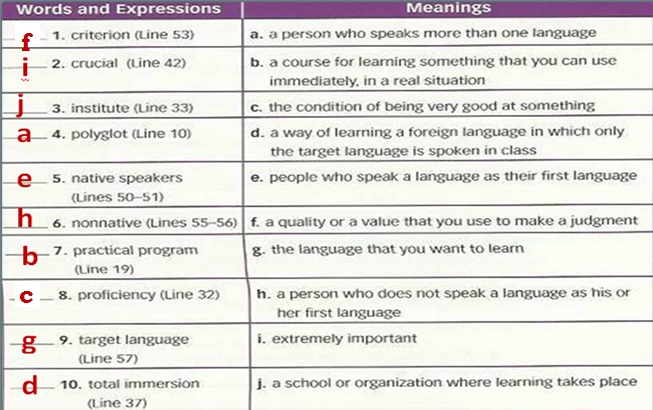 Words and Expressions Meanings
f 1. criterion (Line 53) a. a person who speaks more than one language
i 2. crucial (Line 42) b. a course for learning something that you can use
immediately, in a real situation
j 3. institute (Line 33) c. the condition of being very good at something
a 4. polyglot (Line 10) d. a way of learning a foreign language in which only
the target language is spoken in class
e 5. native speakers e. people who speak a language as their first language
(Lines 50–51)
h 6. nonnative (Lines 55–56) f. a quality or a value that you use to make a judgment
b 7. practical program g. the language that you want to learn
(Line 19)
c 8. proficiency (Line 32) h. a person who does not speak a language as his or
her first language
g 9. target language i. extremely important
(Line 57)
d 10. total immersion j. a school or organization where learning takes place
(Line 37)